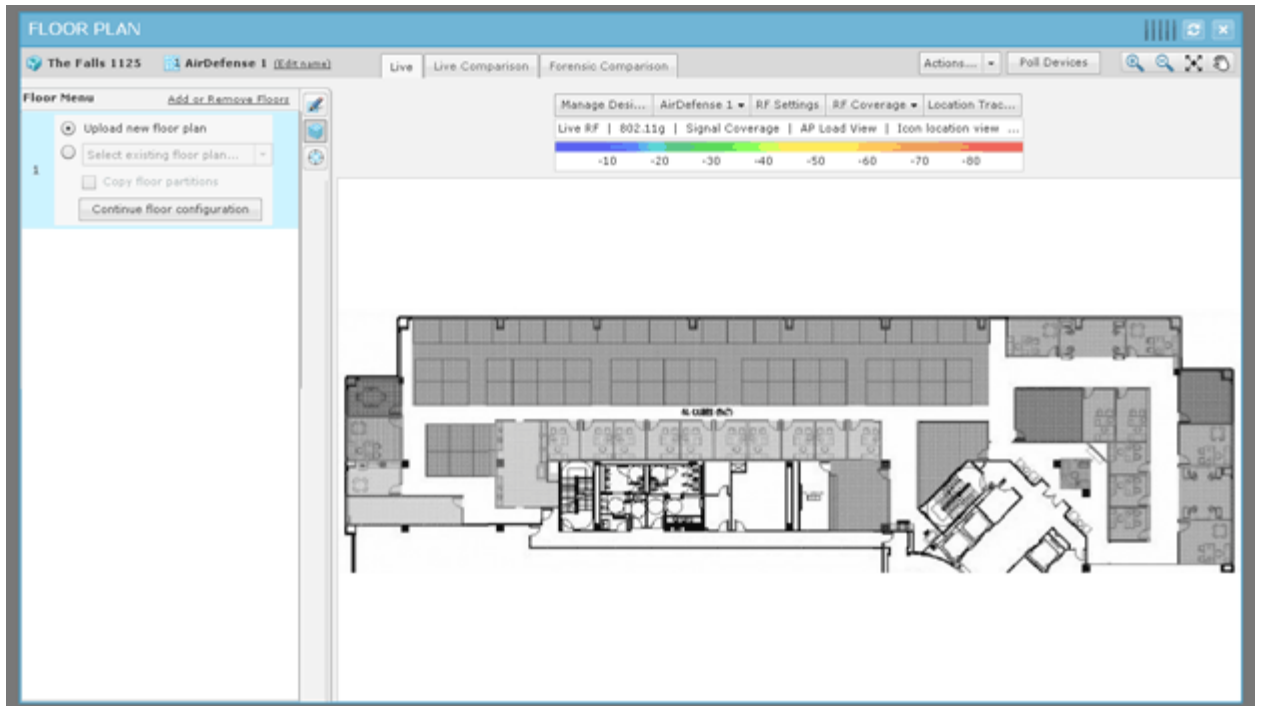 FLOOR PLAN
The Falls 1125 1 AirDefense 1 (Edit name) Live Live Comparison Forensic Comparison Actions... Poll Devices
Floor Menu Add or Remove Floors
Manage Desi... AirDefense 1 RF Settings RF Coverage Location Trac...
Upload new floor plan
Live RF | 802.11g | Signal Coverage | AP Load View | Icon location view ...
Select existing floor plan...
-10 -20 -30 -40 -50 -60 -70 -80
1
Copy floor partitions
Continue floor configuration